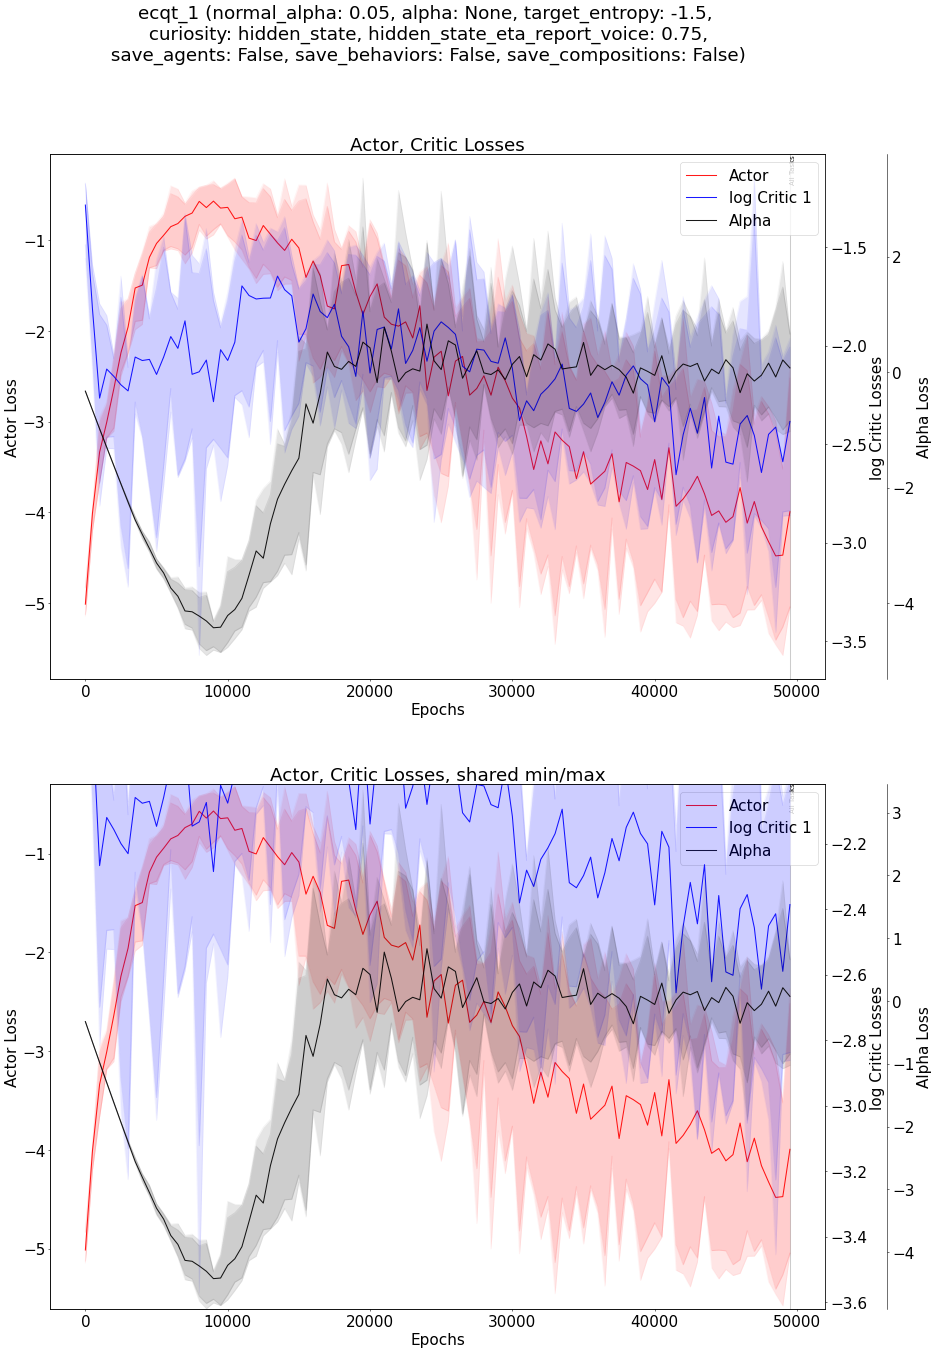 ecqt_1 (normal_alpha: 0.05, alpha: None, target_entropy: -1.5,
curiosity: hidden_state, hidden_state_eta_report_voice: 0.75,
save_agents: False, save_behaviors: False, save_compositions: False)
Actor, Critic Losses
Actor
log Critic 1
Alpha
−1
−2
−3
−4
−5
Actor Loss
−1.5
−2.0
−2.5
−3.0
−3.5
log Critic Losses
2
0
−2
−4
Alpha Loss
0
10000
20000
30000
40000
50000
Epochs
Actor, Critic Losses, shared min/max
Actor
log Critic 1
Alpha
−1
−2
−3
−4
−5
Actor Loss
−2.2
−2.4
−2.6
−2.8
−3.0
−3.2
−3.4
−3.6
log Critic Losses
3
2
1
0
−1
−2
−3
−4
Alpha Loss
0
10000
20000
30000
40000
50000
Epochs